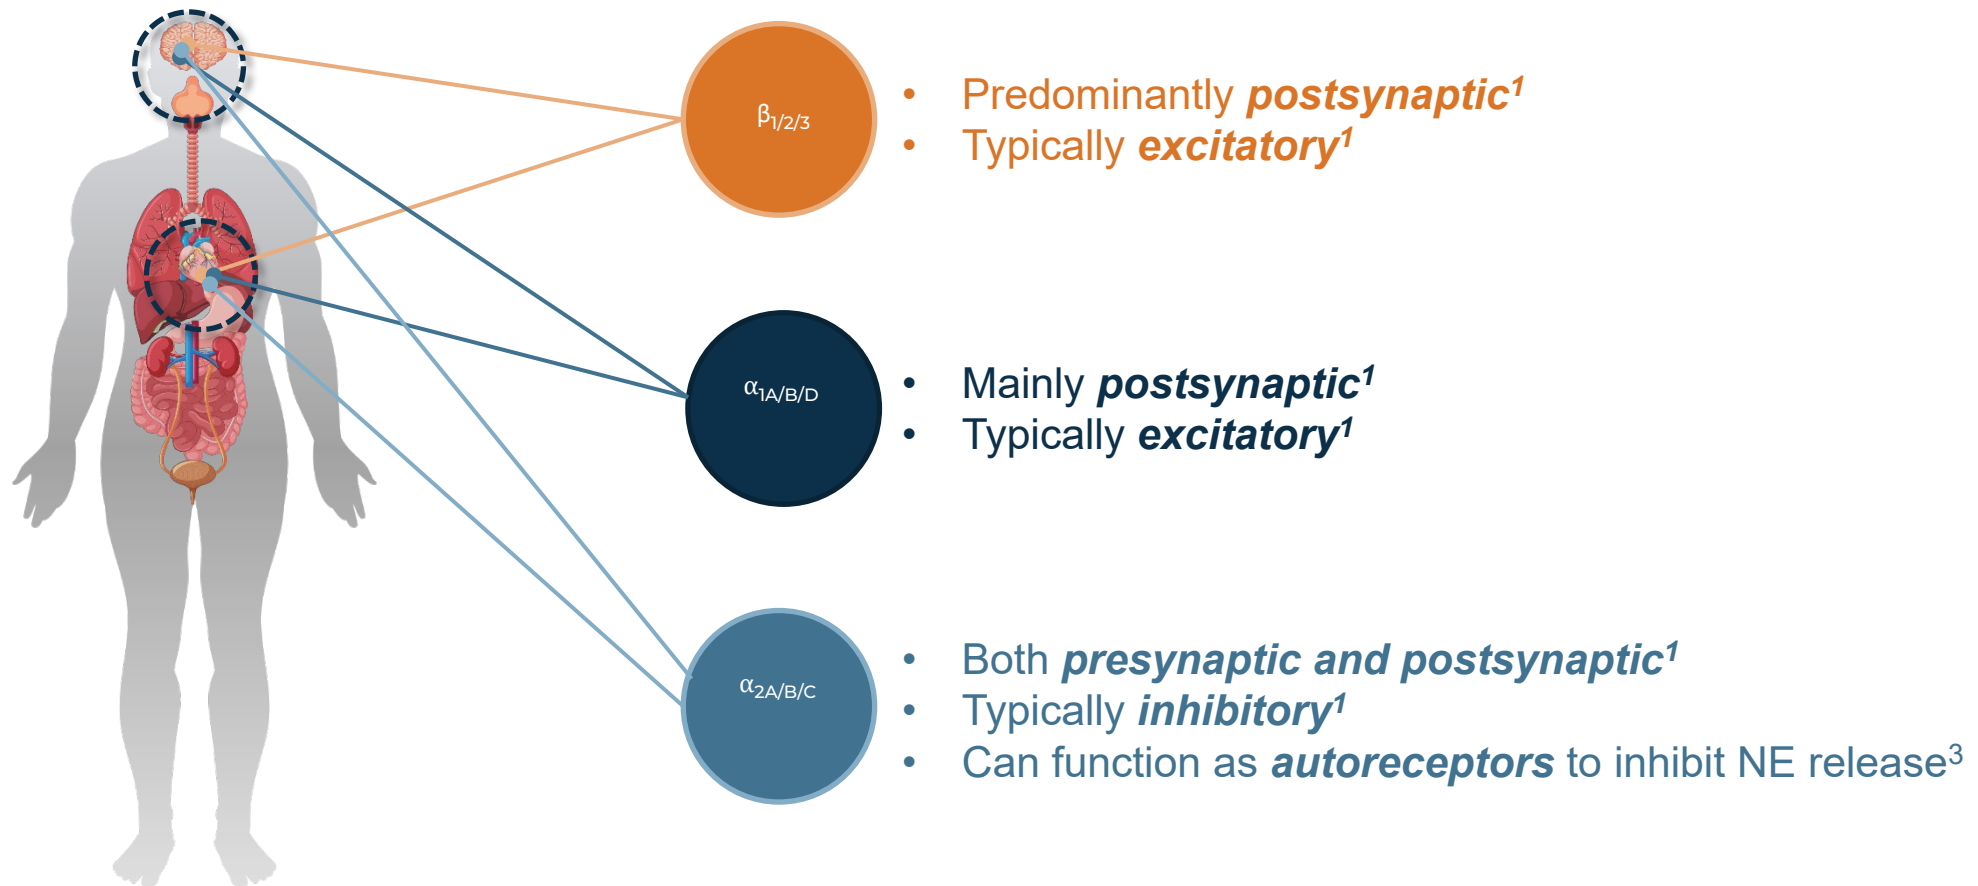 β1/2/3
• Predominantly postsynaptic¹
• Typically excitatory¹
α1A/B/D
• Mainly postsynaptic¹
• Typically excitatory¹
α2A/B/C
• Both presynaptic and postsynaptic¹
• Typically inhibitory¹
• Can function as autoreceptors to inhibit NE release³